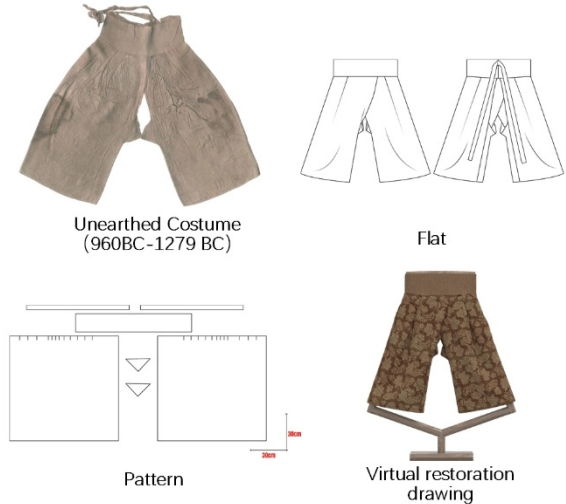 Unearthed Costume
(960BC-1279 BC)
Flat
30cm
30cm
Pattern
Virtual restoration
drawing